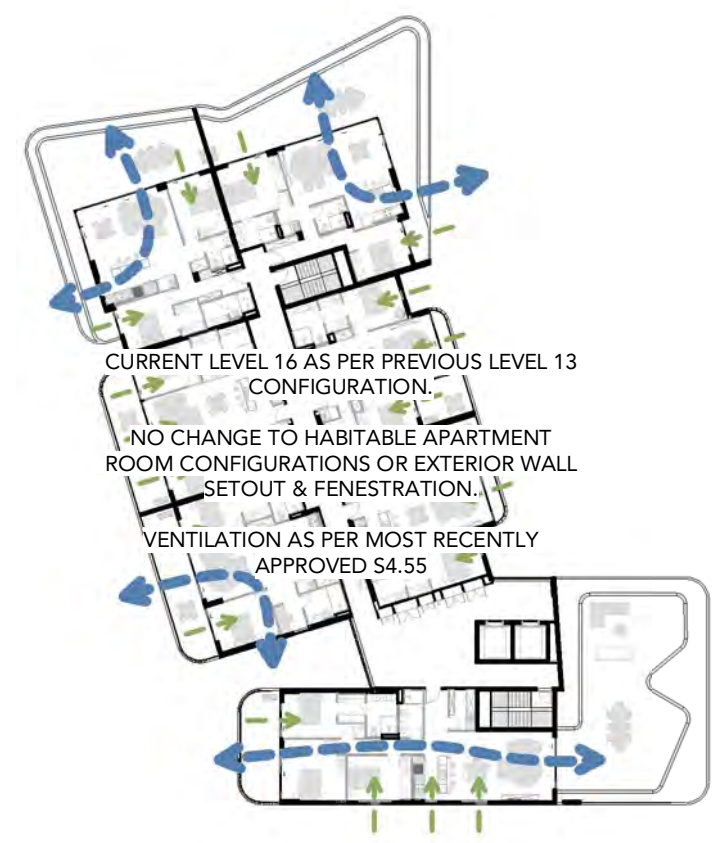 CURRENT LEVEL 16 AS PER PREVIOUS LEVEL 13
CONFIGURATION.
NO CHANGE TO HABITABLE APARTMENT
ROOM CONFIGURATIONS OR EXTERIOR WALL
SETOUT & FENESTRATION.
VENTILATION AS PER MOST RECENTLY
APPROVED S4.55